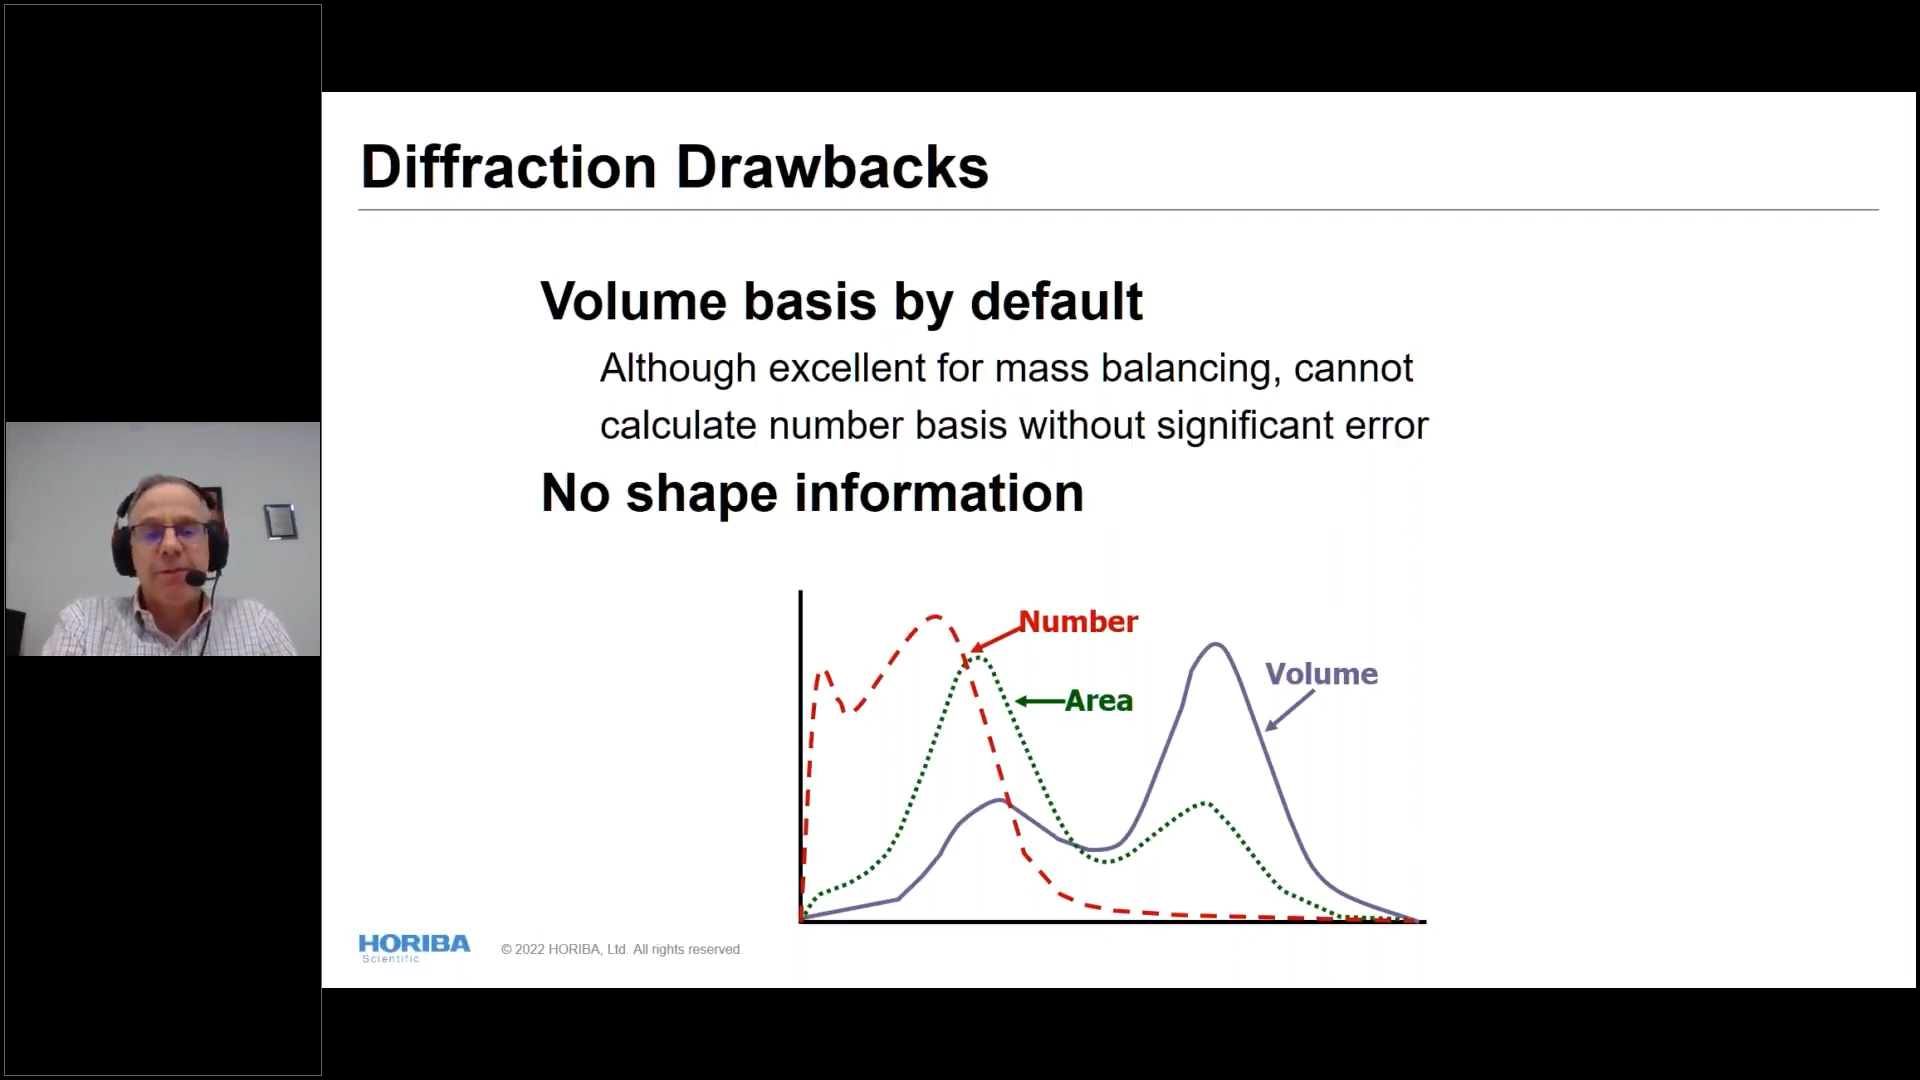 Diffraction Drawbacks
Volume basis by default
Although excellent for mass balancing, cannot
calculate number basis without significant error
No shape information
Number
Volume
Area
HORIBA
Scientific
© 2022 HORIBA, Ltd. All rights reserved.